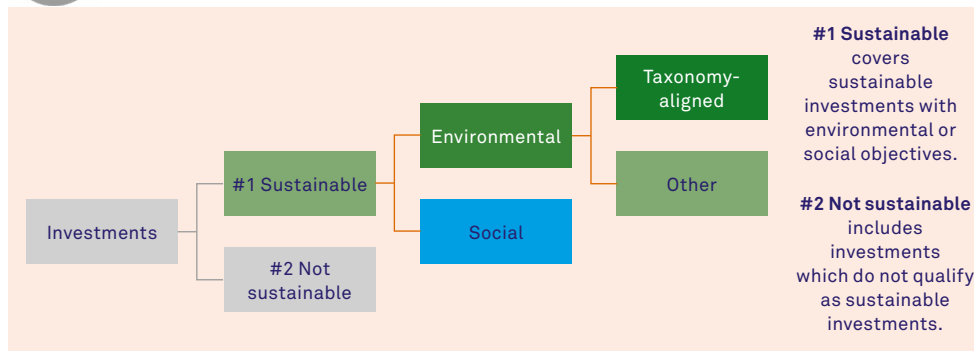 Investments
#1 Sustainable
#2 Not
sustainable
Environmental
Social
Taxonomy-
aligned
Other
#1 Sustainable
covers
sustainable
investments with
environmental or
social objectives.
#2 Not sustainable
includes
investments
which do not qualify
as sustainable
investments.